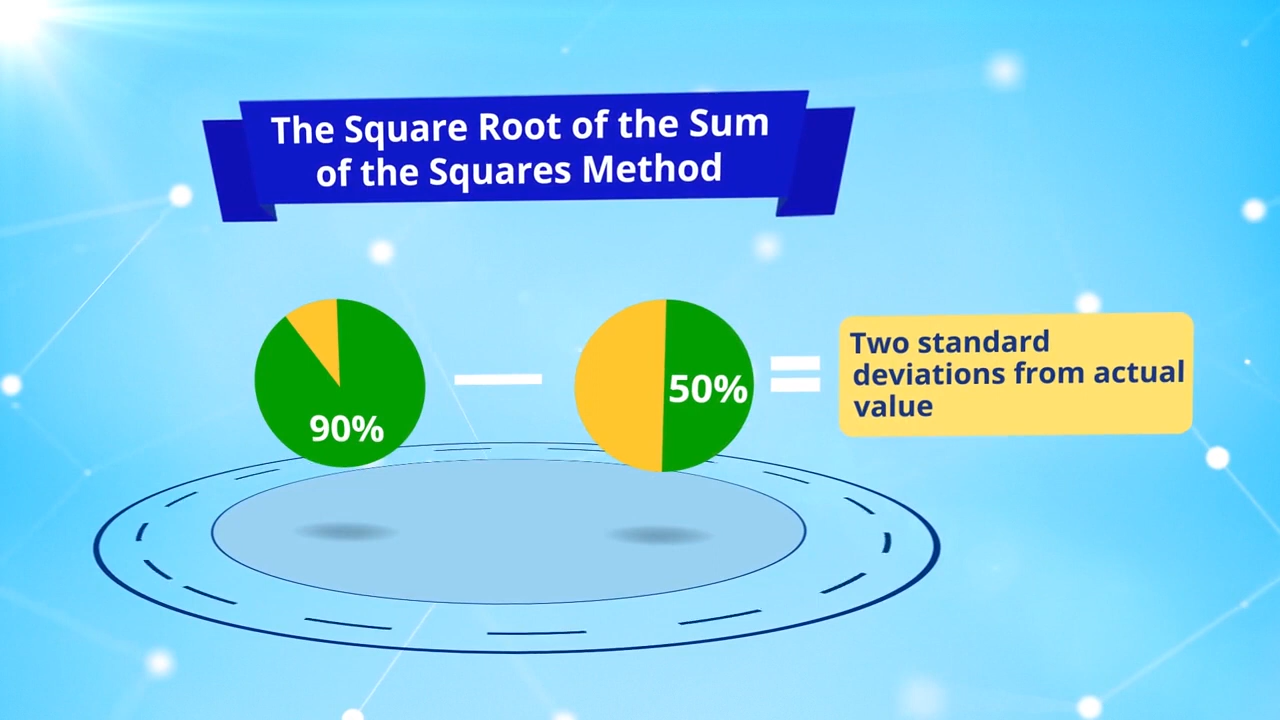 The Square Root of the Sum
of the Squares Method
90%
50%
Two standard
deviations from actual
value